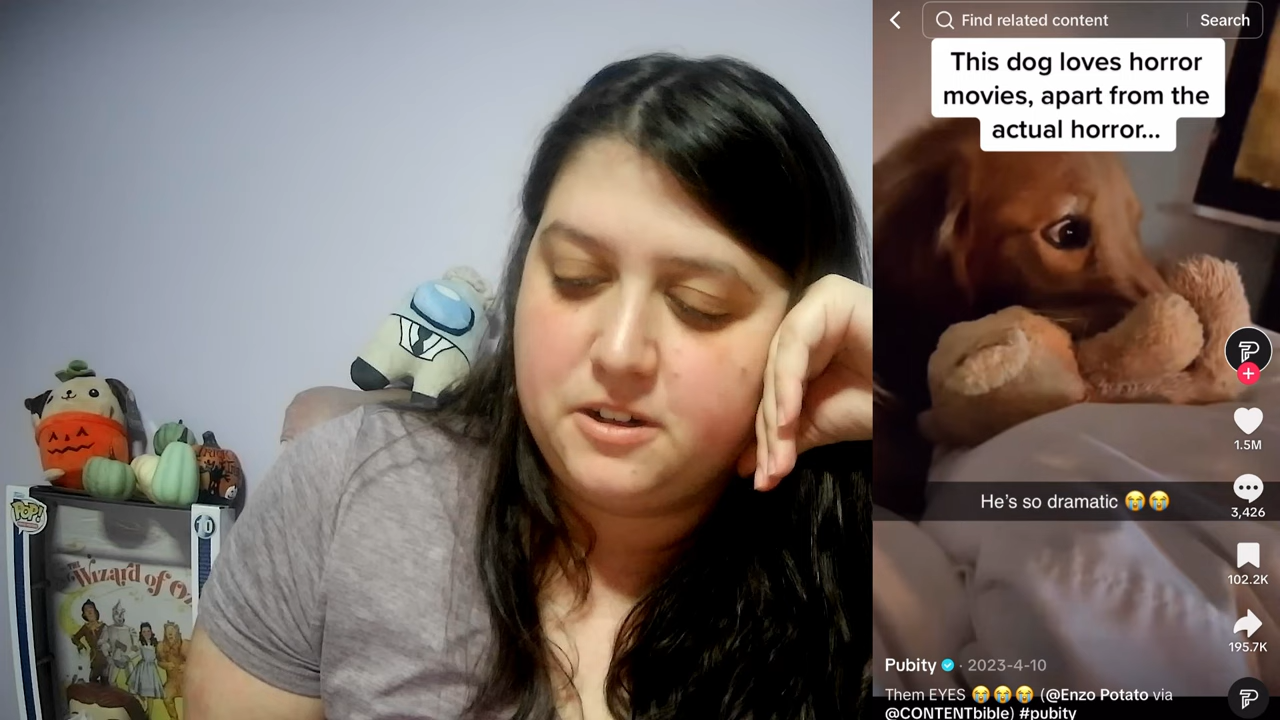 Find related content
Search
This dog loves horror
movies, apart from the
actual horror...
1.5M
He's so dramatic 😭😭
3,426
102.2K
195.7K
Pubity · 2023-4-10
Them EYES 😭😭😭 (@Enzo Potato via
@CONTENTbible) #pubity
POP!
10
THE
Wizard of Oz